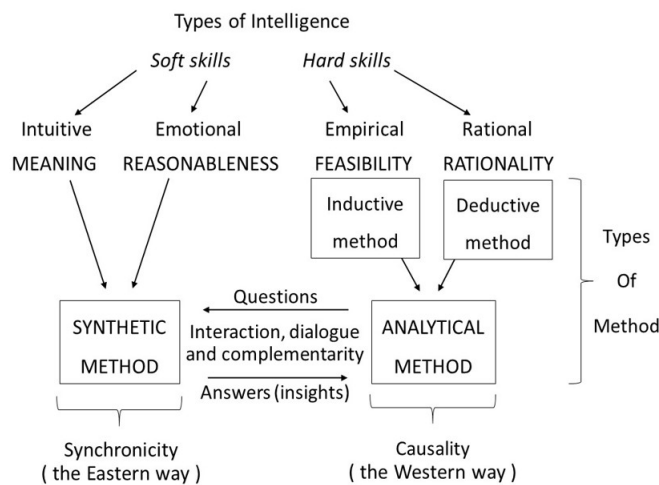 Types of Intelligence
Soft skills
Hard skills
Intuitive
MEANING
Emotional
REASONABLENESS
Empirical
FEASIBILITY
Rational
RATIONALITY
Inductive
method
Deductive
method
Types
Of
Method
SYNTHETIC
METHOD
Questions
Interaction, dialogue
and complementarity
Answers (insights)
ANALYTICAL
METHOD
Synchronicity
( the Eastern way )
Causality
( the Western way )